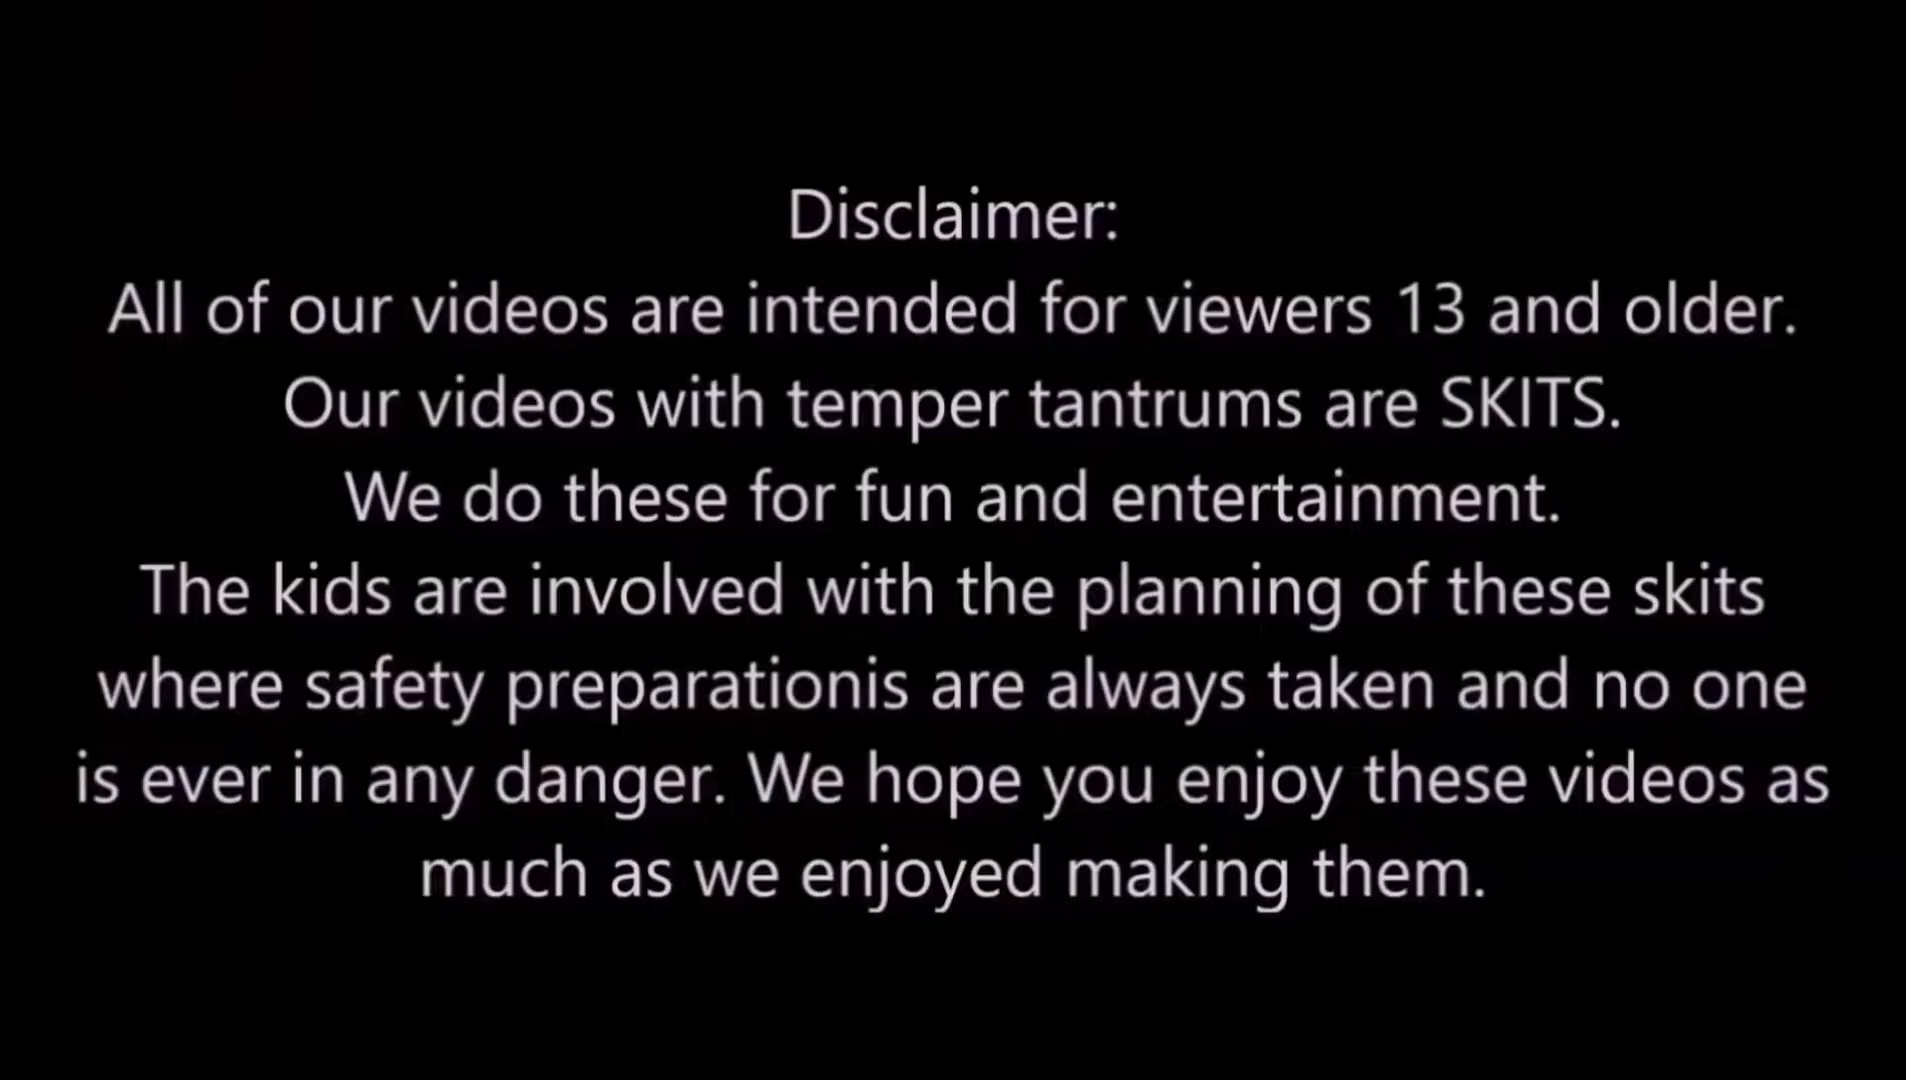 Disclaimer:
All of our videos are intended for viewers 13 and older.
Our videos with temper tantrums are SKITS.
We do these for fun and entertainment.
The kids are involved with the planning of these skits
where safety preparationis are always taken and no one
is ever in any danger. We hope you enjoy these videos as
much as we enjoyed making them.